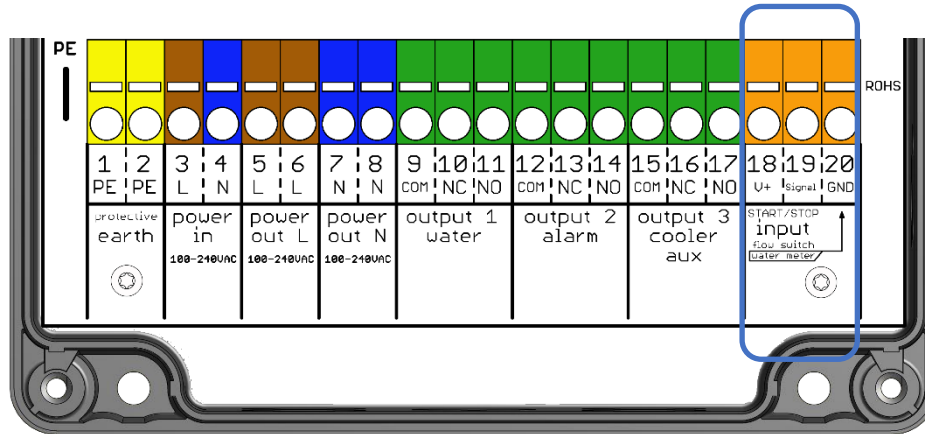 PE
ROHS
1 2 3 4 5 6 7 8 9 10 11 12 13 14 15 16 17 18 19 20
PE PE L N L L N N COM NC NO COM NC NO COM NC NO V+ Signal GND
protective
earth
power
in
100-240VAC
power
out L
100-240VAC
power
out N
100-240VAC
output 1
water
output 2
alarm
output 3
cooler
aux
START/STOP
input
flow switch
water meter